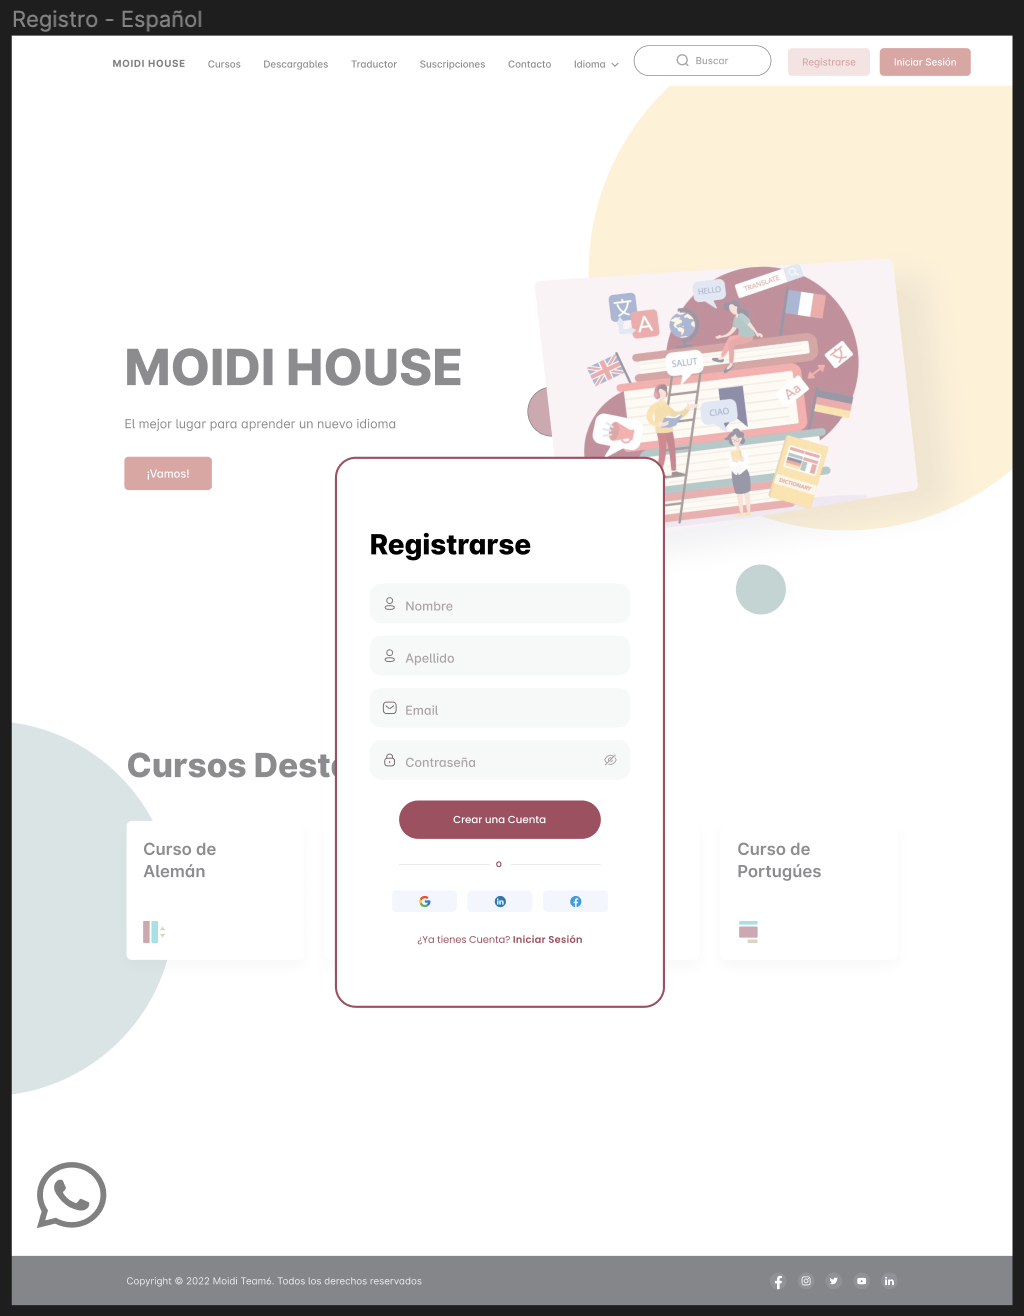 Registro - Español
MOIDI HOUSE Cursos Descargables Traductor Suscripciones Contacto Idioma Buscar Registrarse Iniciar Sesión
HELLO
TRANSLATE
A
SALUT
CIAO
Aa
DICTIONARY
文
文
MOIDI HOUSE
El mejor lugar para aprender un nuevo idioma
¡Vamos!
Registrarse
Nombre
Apellido
Email
Contraseña
Crear una Cuenta
o
¿Ya tienes Cuenta? Iniciar Sesión
Cursos
Curso de
Alemán
Curso de
Portugúes
Copyright © 2022 Moidi Team6. Todos los derechos reservados